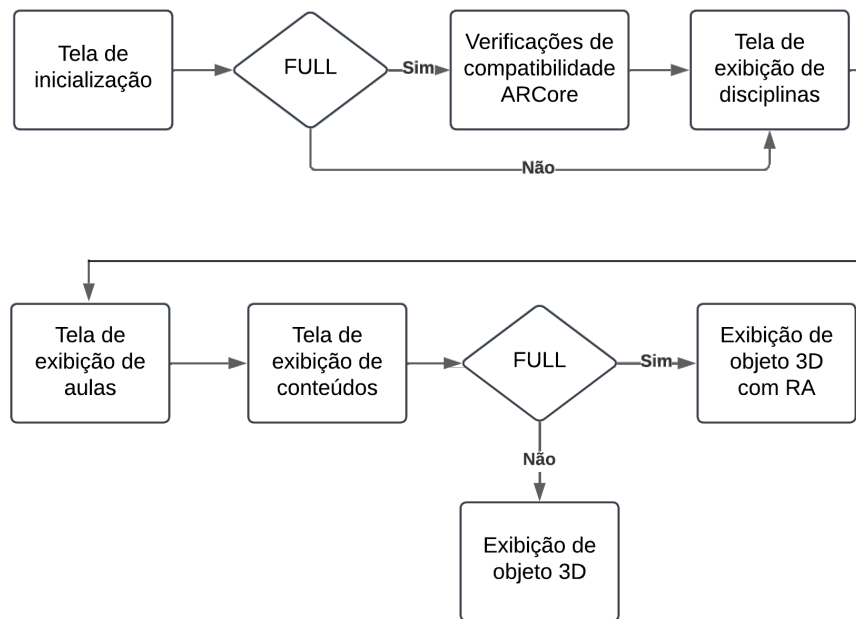 Tela de
inicialização
FULL
Sim
Verificações de
compatibilidade
ARCore
Tela de
exibição de
disciplinas
Não
Tela de
exibição de
aulas
Tela de
exibição de
conteúdos
FULL
Sim
Exibição de
objeto 3D
com RA
Não
Exibição de
objeto 3D